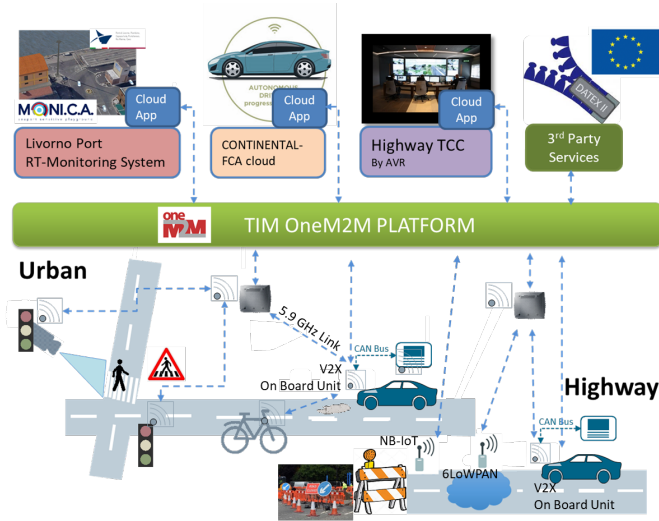 MONI.C.A.
Cloud
App
Livorno Port
RT-Monitoring System
AUTONOMOUS
Cloud
App
CONTINENTAL-
FCA cloud
Cloud
App
Highway TCC
By AVR
DATEX II
3rd Party
Services
one
M2M
TIM OneM2M PLATFORM
Urban
5.9 GHz Link
CAN Bus
V2X
On Board Unit
Highway
CAN Bus
NB-IoT
6LoWPAN
V2X
On Board Unit